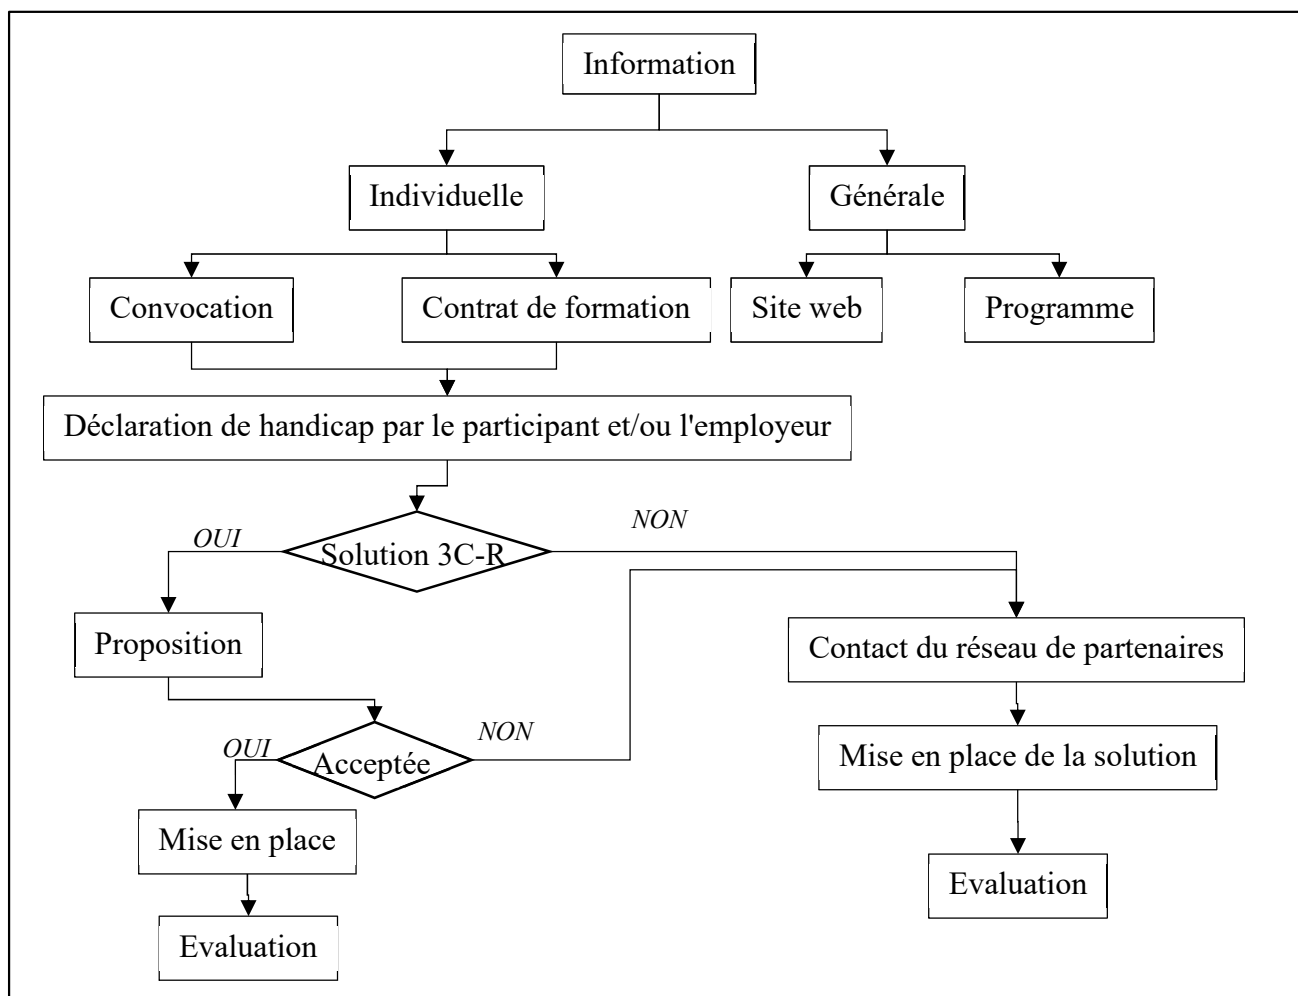 Information
Individuelle
Générale
Convocation
Contrat de formation
Site web
Programme
Déclaration de handicap par le participant et/ou l'employeur
OUI
NON
Solution 3C-R
Proposition
Contact du réseau de partenaires
OUI
NON
Acceptée
Mise en place de la solution
Mise en place
Evaluation
Evaluation